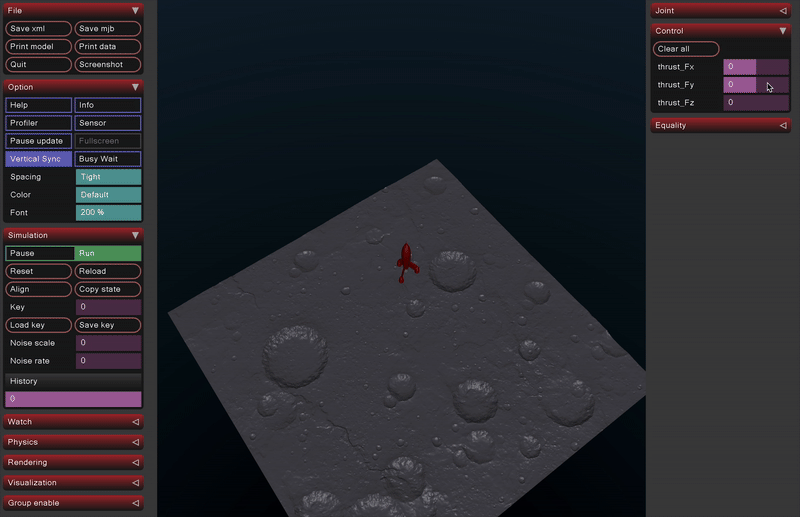 File
Save xml Save mjb
Print model Print data
Quit Screenshot
Option
Help Info
Profiler Sensor
Pause update Fullscreen
Vertical Sync Busy Wait
Spacing Tight
Color Default
Font 200 %
Simulation
Pause Run
Reset Reload
Align Copy state
Key 0
Load key Save key
Noise scale 0
Noise rate 0
History
0
Watch
Physics
Rendering
Visualization
Group enable
Joint
Control
Clear all
thrust_Fx 0
thrust_Fy 0
thrust_Fz 0
Equality